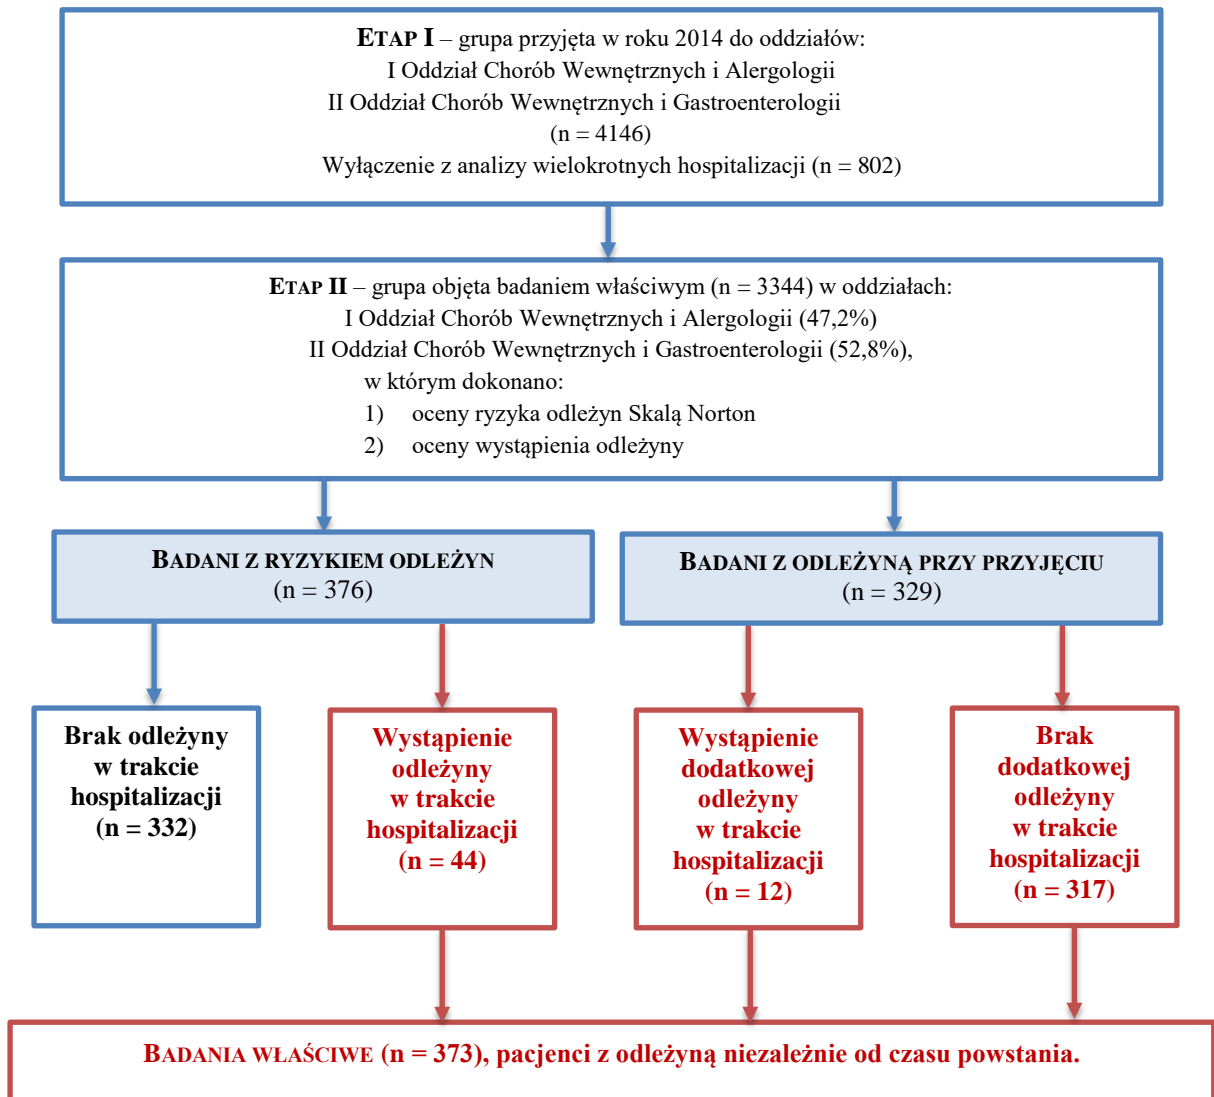 ETAP I – grupa przyjęta w roku 2014 do oddziałów:
I Oddział Chorób Wewnętrznych i Alergologii
II Oddział Chorób Wewnętrznych i Gastroenterologii
(n = 4146)
Wyłączenie z analizy wielokrotnych hospitalizacji (n = 802)
ETAP II – grupa objęta badaniem właściwym (n = 3344) w oddziałach:
I Oddział Chorób Wewnętrznych i Alergologii (47,2%)
II Oddział Chorób Wewnętrznych i Gastroenterologii (52,8%),
w którym dokonano:
1) oceny ryzyka odleżyn Skalą Norton
2) oceny wystąpienia odleżyny
BADANI Z RYZYKIEM ODLEŻYN
(n = 376)
BADANI Z ODLEŻYNĄ PRZY PRZYJĘCIU
(n = 329)
Brak odleżyny
w trakcie
hospitalizacji
(n = 332)
Wystąpienie
odleżyny
w trakcie
hospitalizacji
(n = 44)
Wystąpienie
dodatkowej
odleżyny
w trakcie
hospitalizacji
(n = 12)
Brak
dodatkowej
odleżyny
w trakcie
hospitalizacji
(n = 317)
BADANIA WŁAŚCIWE (n = 373), pacjenci z odleżyną niezależnie od czasu powstania.